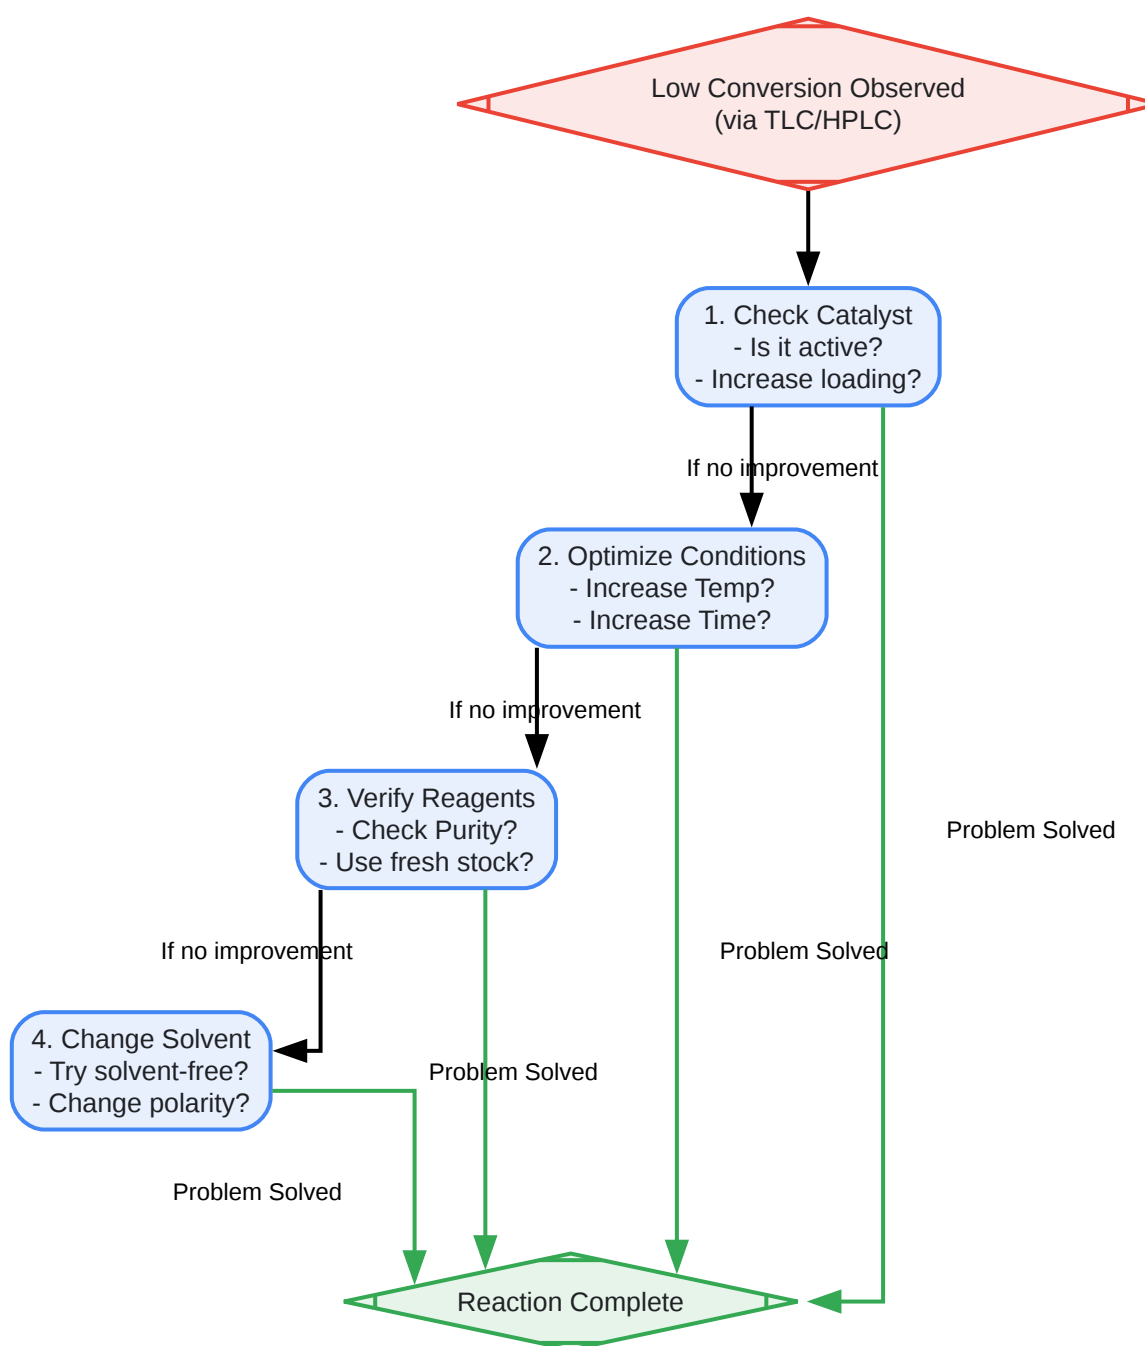 Low Conversion Observed
(via TLC/HPLC)
1. Check Catalyst
- Is it active?
- Increase loading?
If no improvement
2. Optimize Conditions
- Increase Temp?
- Increase Time?
If no improvement
3. Verify Reagents
- Check Purity?
- Use fresh stock?
Problem Solved
If no improvement
Problem Solved
4. Change Solvent
- Try solvent-free?
- Change polarity?
Problem Solved
Problem Solved
Reaction Complete